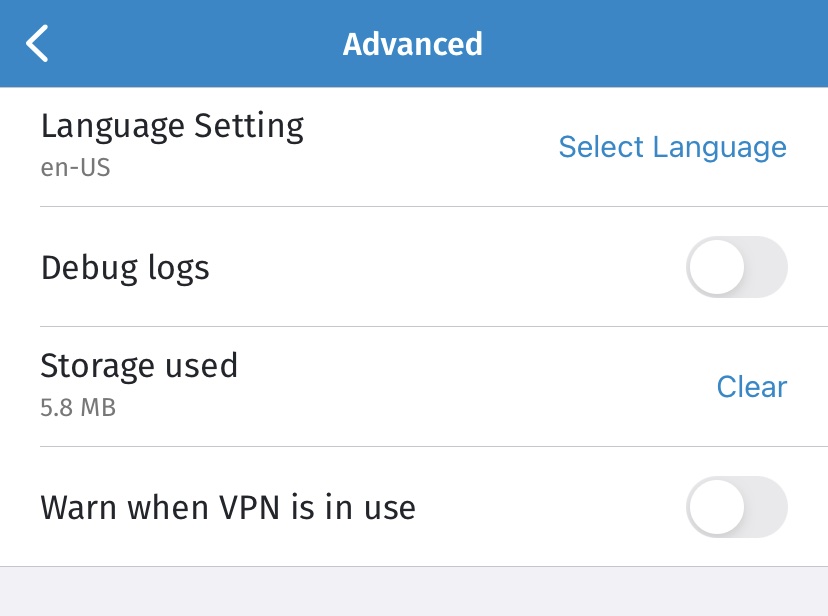 Advanced
Language Setting
en-US
Select Language
Debug logs
Storage used
5.8 MB
Clear
Warn when VPN is in use